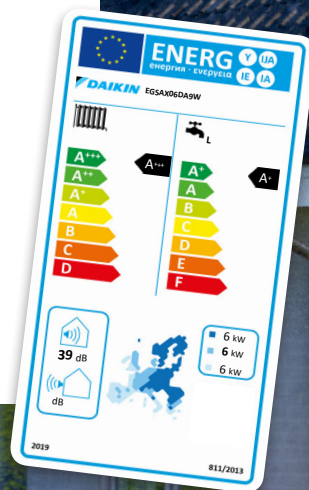 ENERG Y IJA
енергия · ενεργεια IE IA
DAIKIN EGSAX06DA9W
L
A+++ A+++
A++
A+
A
B
C
D
A+ A+
A
B
C
D
E
F
39 dB
dB
6 kW
6 kW
6 kW
2019 811/2013